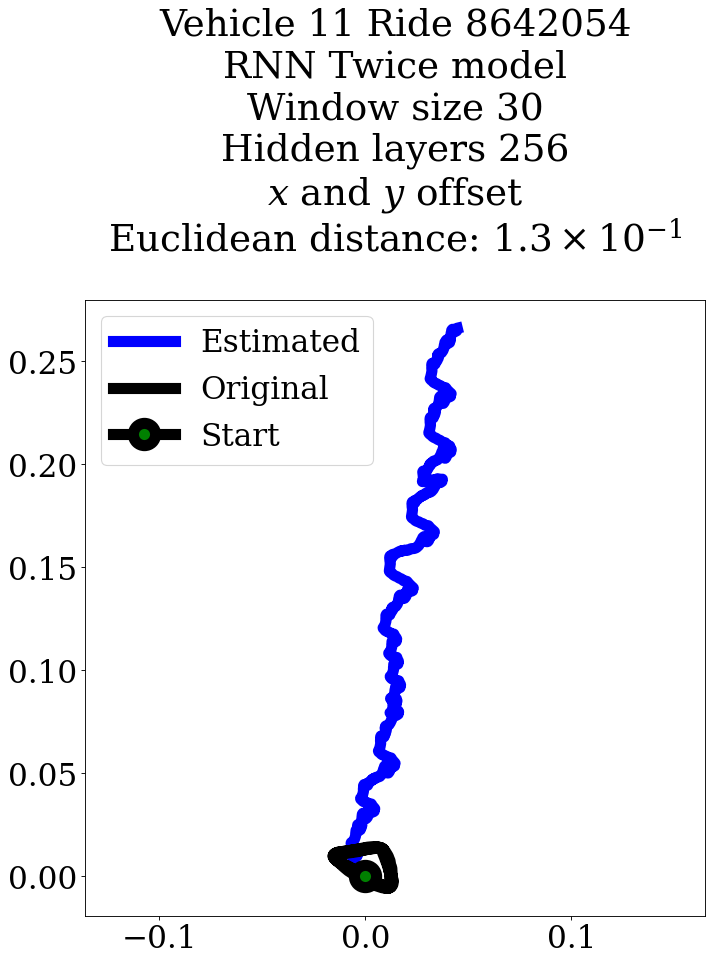 Vehicle 11 Ride 8642054
RNN Twice model
Window size 30
Hidden layers 256
x and y offset
Euclidean distance: 1.3 × 10⁻¹
Estimated
Original
Start
0.25
0.20
0.15
0.10
0.05
0.00
−0.1 0.0 0.1